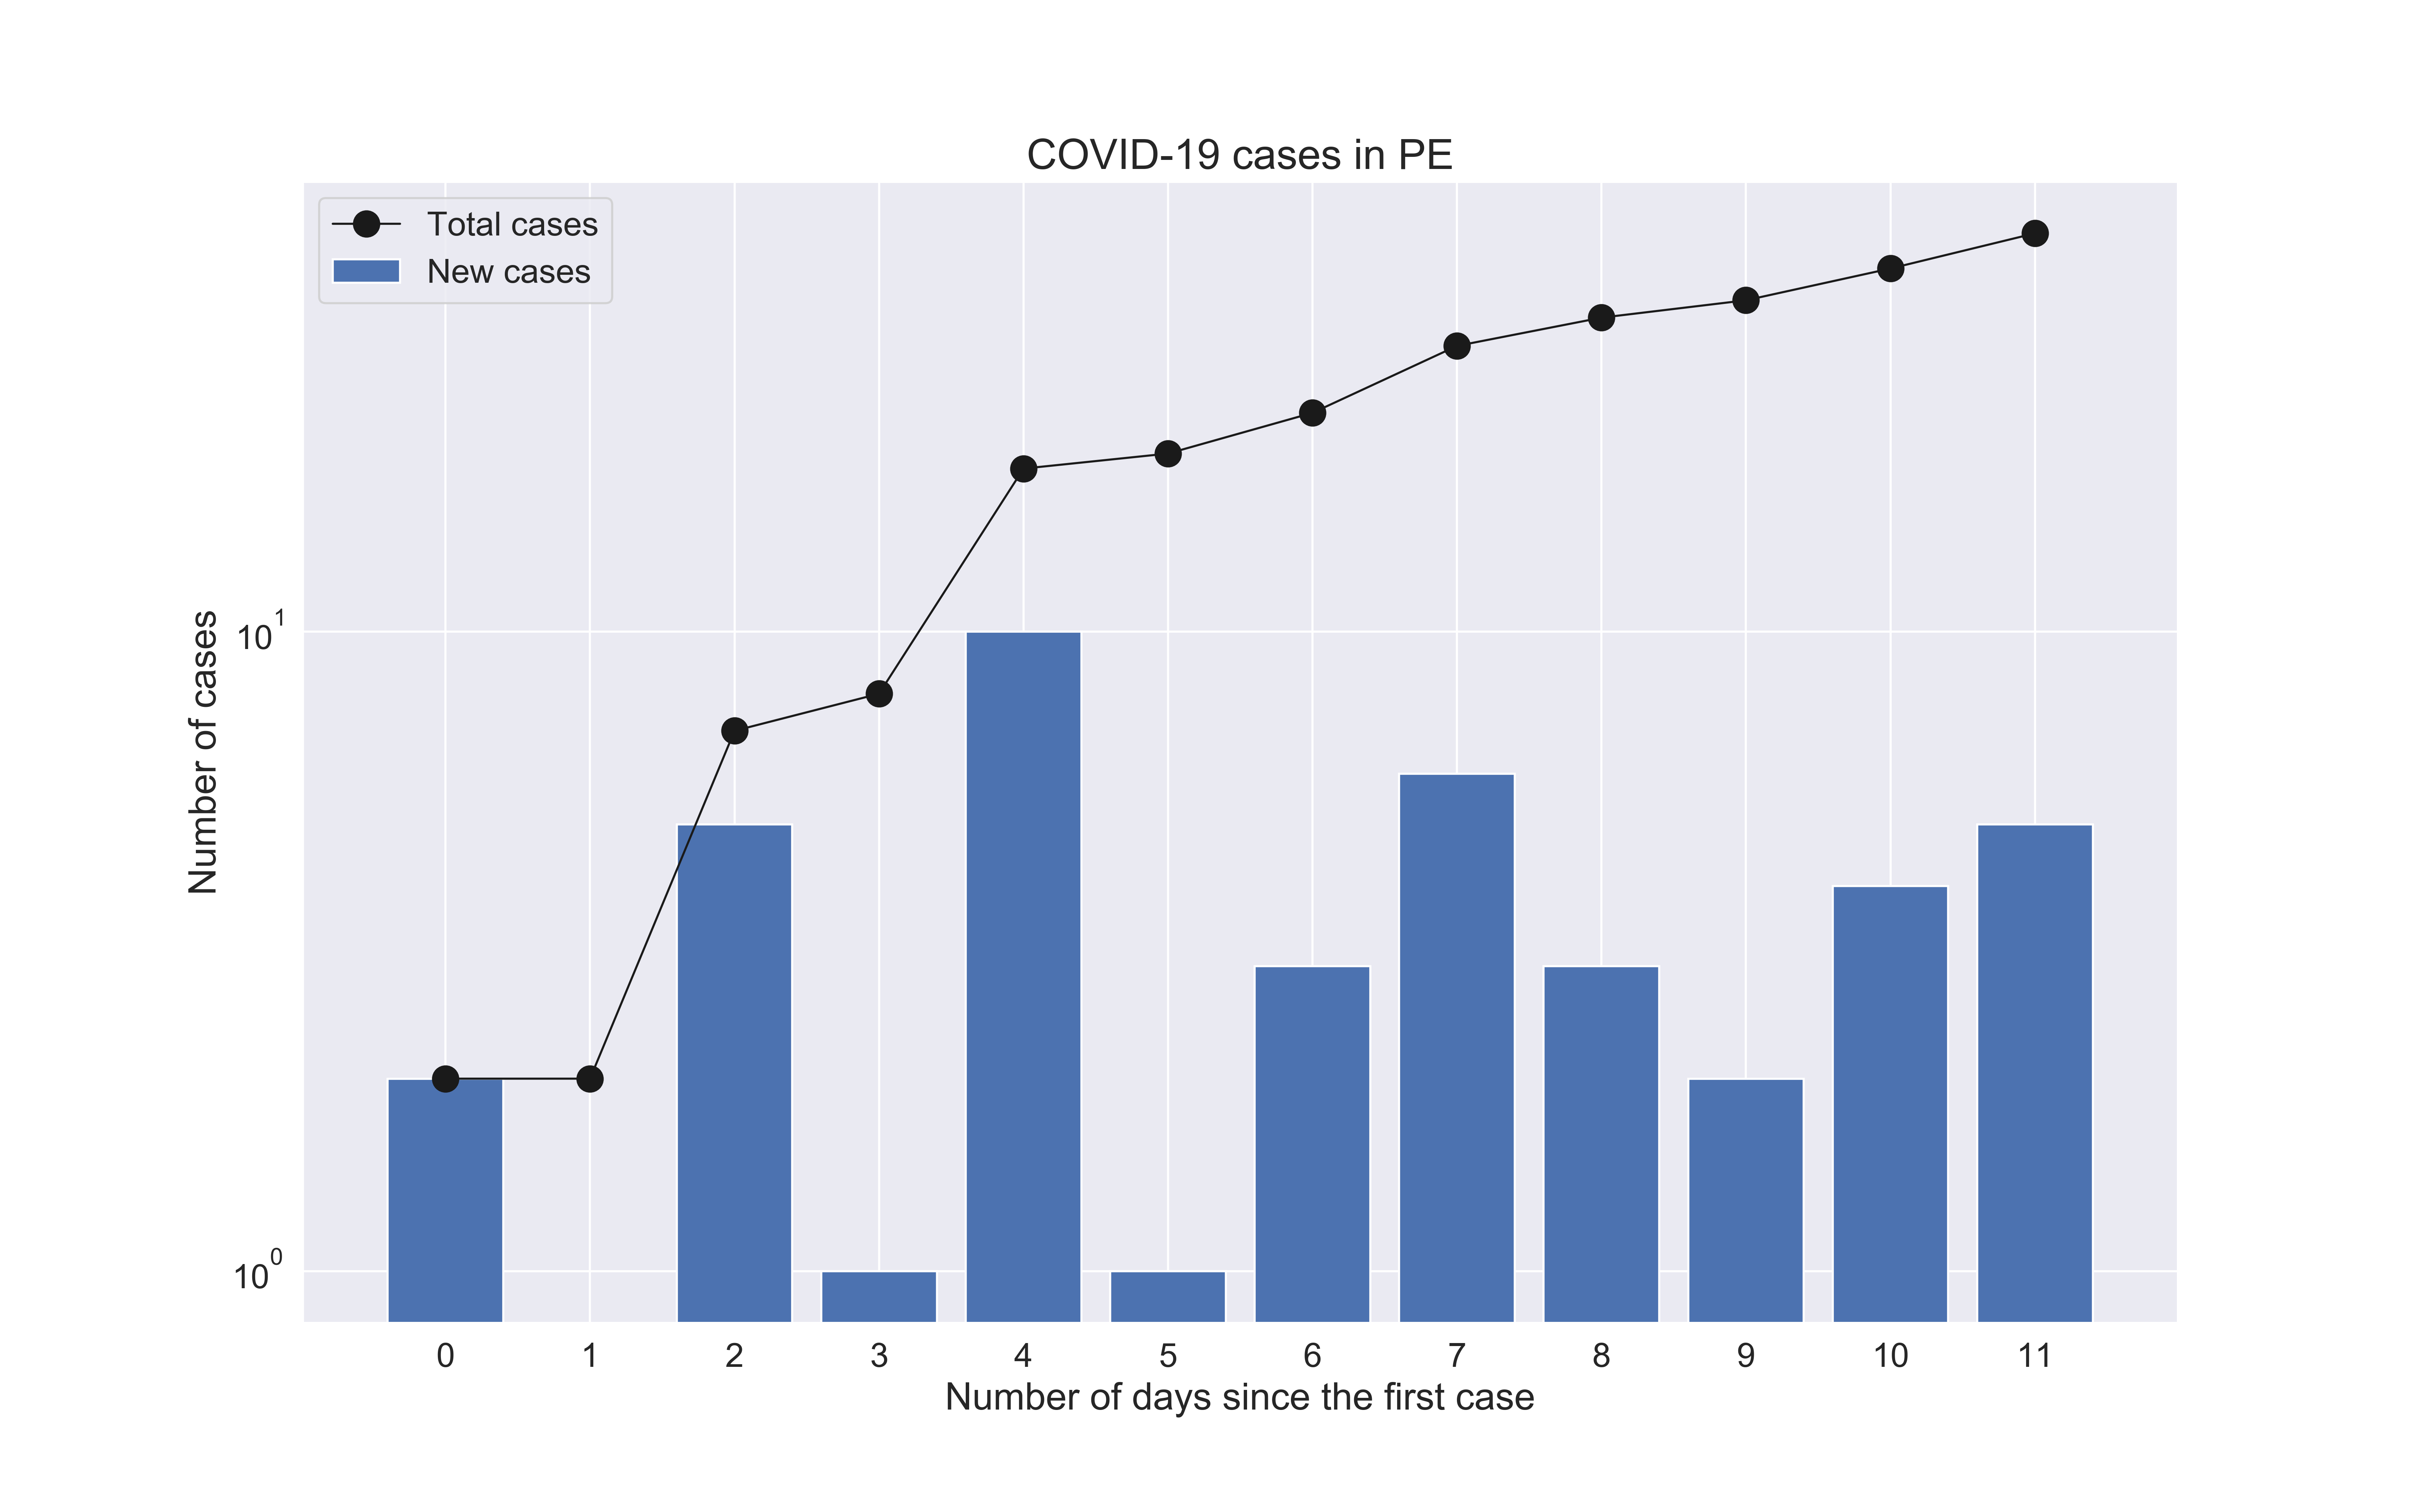 COVID-19 cases in PE
Total cases
New cases
Number of cases
10^1
10^0
0 1 2 3 4 5 6 7 8 9 10 11
Number of days since the first case